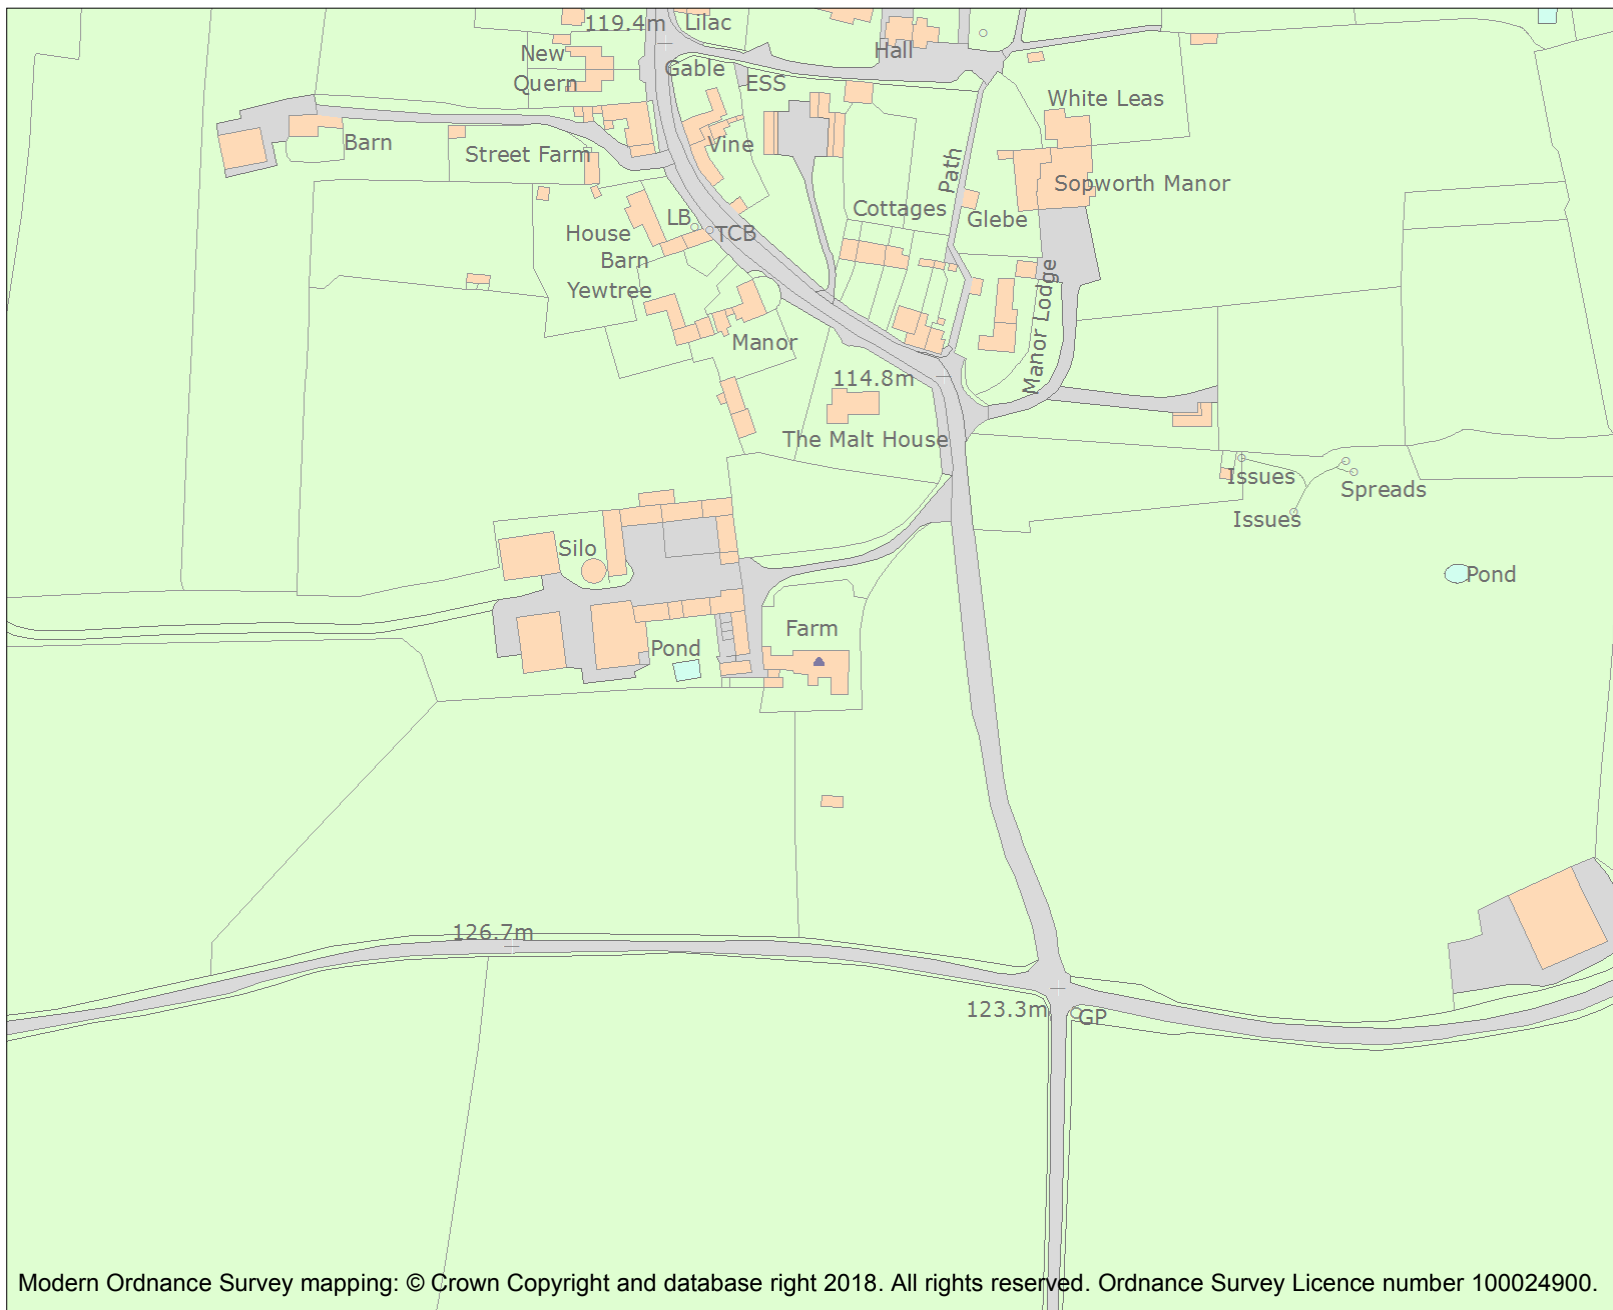 119.4m
Lilac
New
Quern
Gable
ESS
Hall
White Leas
Barn
Street Farm
Vine
Path
Sopworth Manor
Cottages
LB
TCB
Glebe
House
Barn
Yewtree
Manor
Manor Lodge
114.8m
The Malt House
Issues
Spreads
Issues
Silo
Pond
Farm
Pond
126.7m
123.3m
GP
Modern Ordnance Survey mapping: © Crown Copyright and database right 2018. All rights reserved. Ordnance Survey Licence number 100024900.